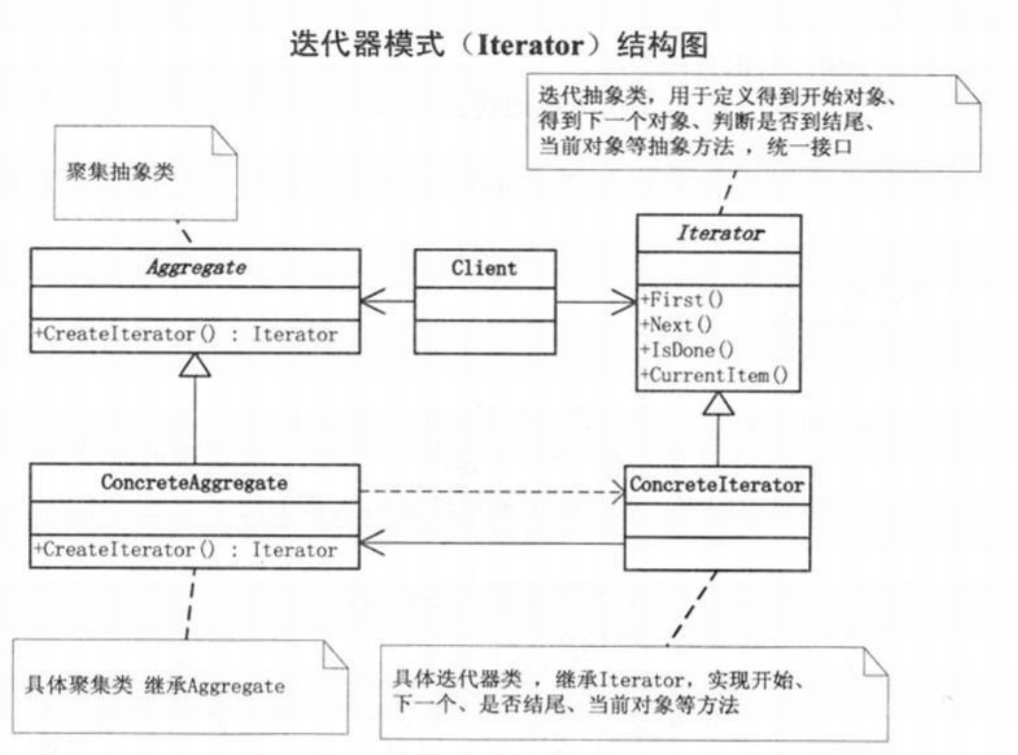 迭代器模式（Iterator）结构图
迭代抽象类，用于定义得到开始对象、
得到下一个对象、判断是否到结尾、
当前对象等抽象方法 ，统一接口
聚集抽象类
Iterator
Aggregate
Client
+First()
+Next()
+IsDone()
+CurrentItem()
+CreateIterator() : Iterator
ConcreteAggregate
ConcreteIterator
+CreateIterator() : Iterator
具体聚集类 继承Aggregate
具体迭代器类 ，继承Iterator，实现开始、
下一个、是否结尾、当前对象等方法